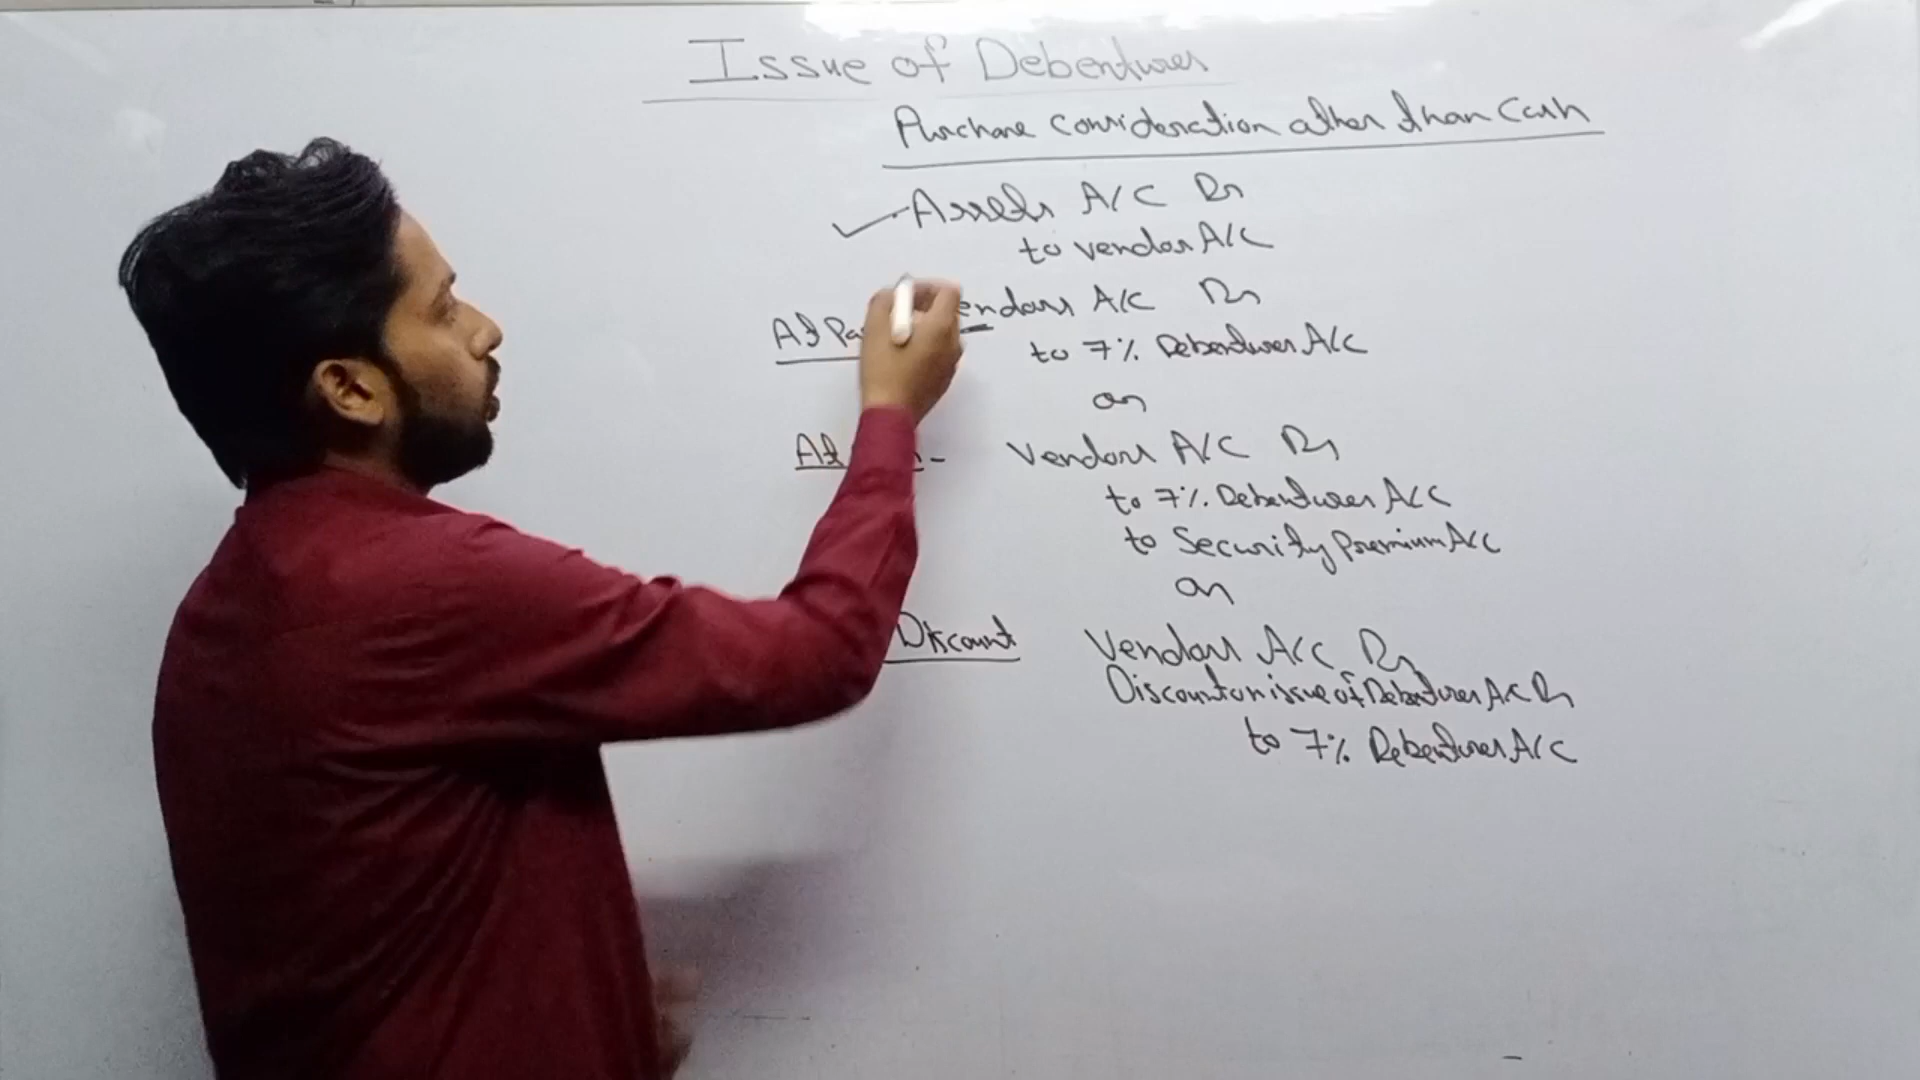 Issue of Debentures
Purchase consideration other than Cash
Assets A/C Dr
to vendor A/C
At Pa endors A/C Dr
to 7% Debentures A/C
or
At - Vendors A/C Dr
to 7% Debentures A/C
to Security Premium A/C
or
Discount Vendors A/C Dr
Discount on issue of Debentures A/C Dr
to 7% Debentures A/C